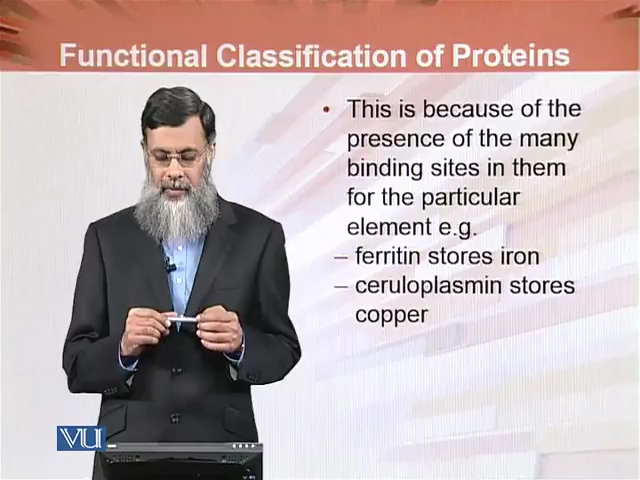 Functional Classification of Proteins
• This is because of the
presence of the many
binding sites in them
for the particular
element e.g.
– ferritin stores iron
– ceruloplasmin stores
copper
VU